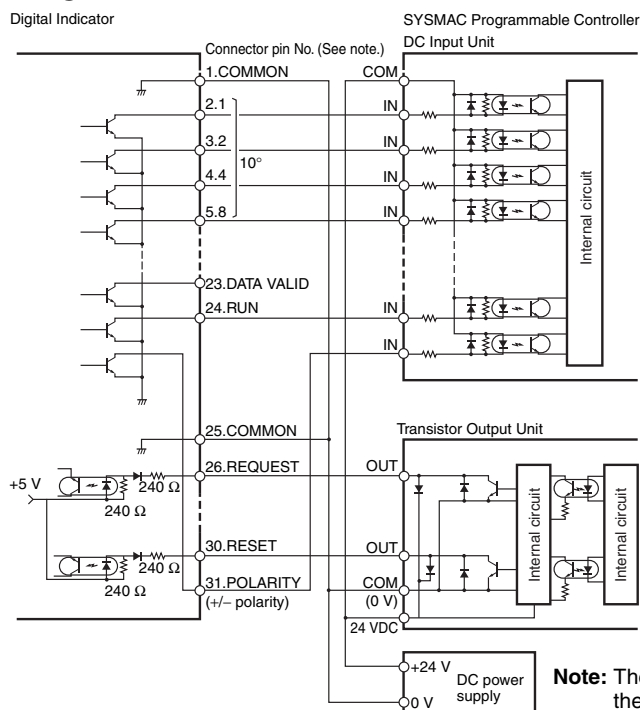 Digital Indicator
SYSMAC Programmable Controller
DC Input Unit
Connector pin No. (See note.)
1.COMMON
COM
2.1
IN
3.2
IN
10°
4.4
IN
5.8
IN
Internal circuit
23.DATA VALID
24.RUN
IN
IN
25.COMMON
Transistor Output Unit
26.REQUEST
OUT
+5 V
240 Ω
240 Ω
Internal circuit
Internal circuit
30.RESET
OUT
240 Ω
240 Ω
31.POLARITY
(+/− polarity)
COM
(0 V)
24 VDC
+24 V
DC power
supply
0 V
Note: The
the